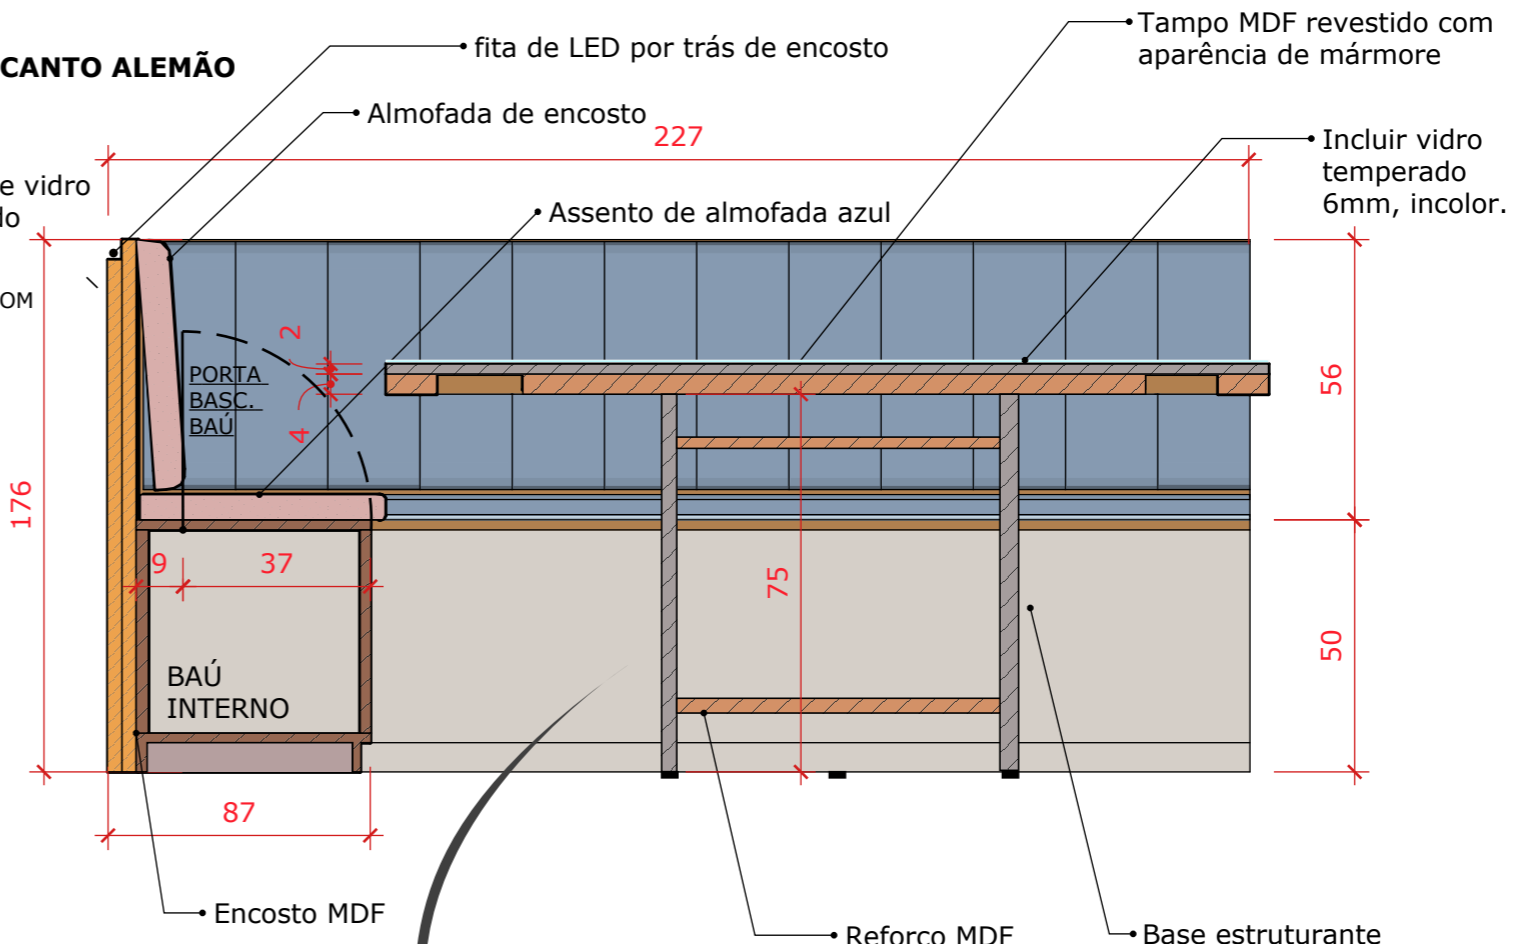 CANTO ALEMÃO
fita de LED por trás de encosto
Tampo MDF revestido com
aparência de mármore
Almofada de encosto
227
Incluir vidro
temperado
6mm, incolor.
e vidro
do
Assento de almofada azul
OM
2
PORTA
BASC.
BAÚ
4
56
176
9
37
75
50
BAÚ
INTERNO
87
Encosto MDF
Reforço MDF
Base estruturante